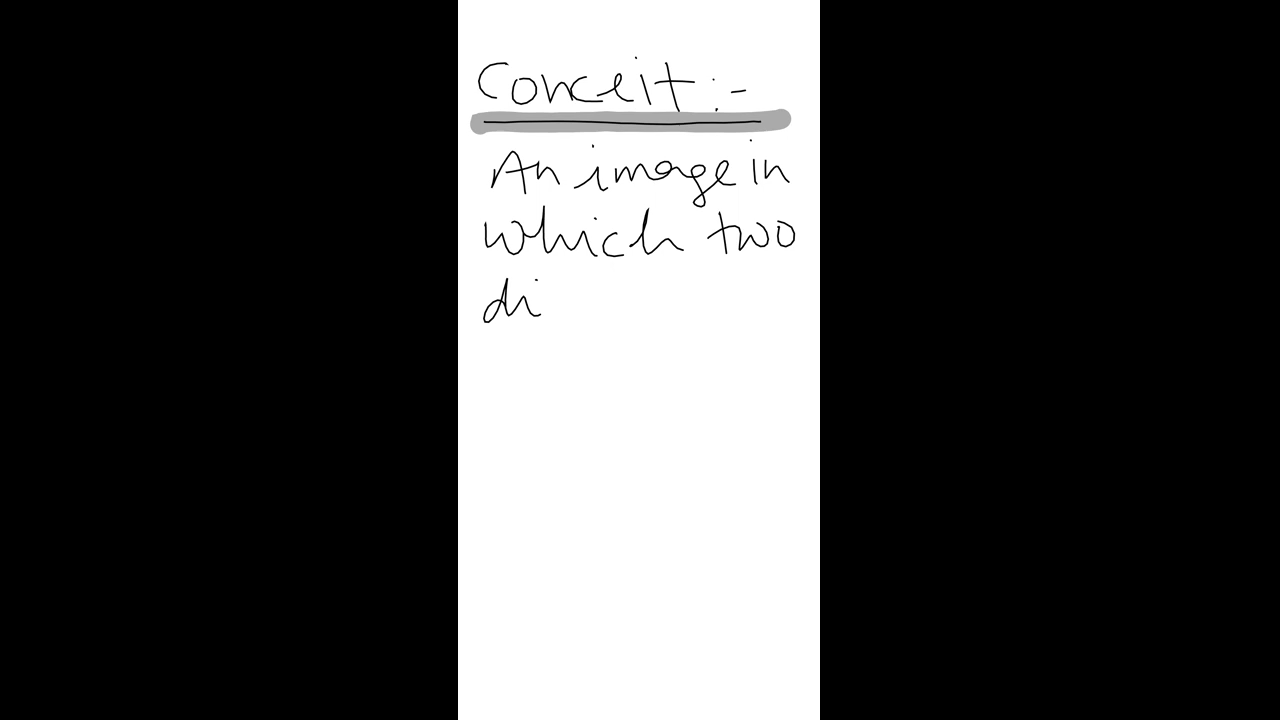 Conceit :-
An image in
which two
di